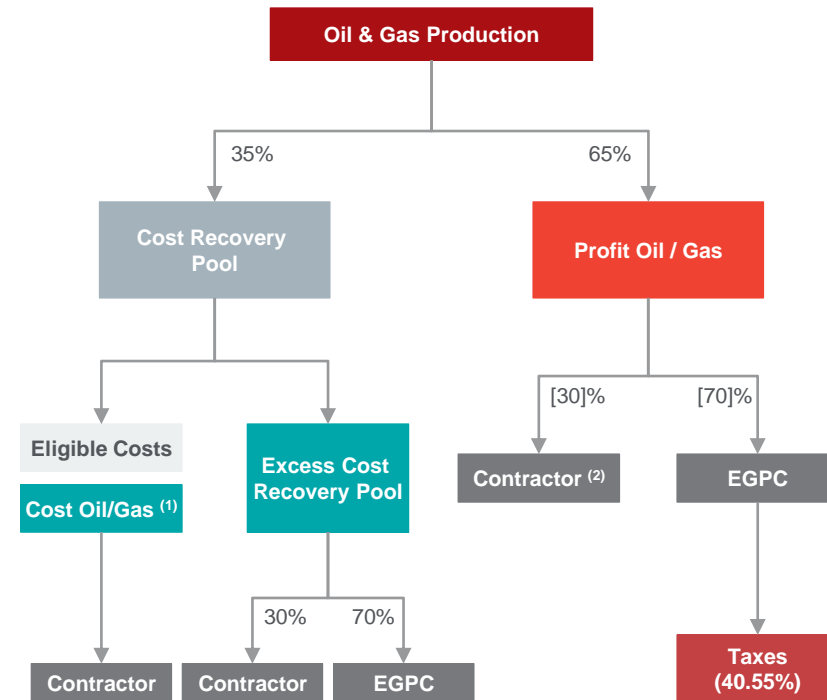 Oil & Gas Production
35%
65%
Cost Recovery
Pool
Profit Oil / Gas
[30]%
[70]%
Eligible Costs
Cost Oil/Gas (1)
Excess Cost
Recovery Pool
Contractor (2)
EGPC
30%
70%
Contractor
Contractor
EGPC
Taxes
(40.55%)